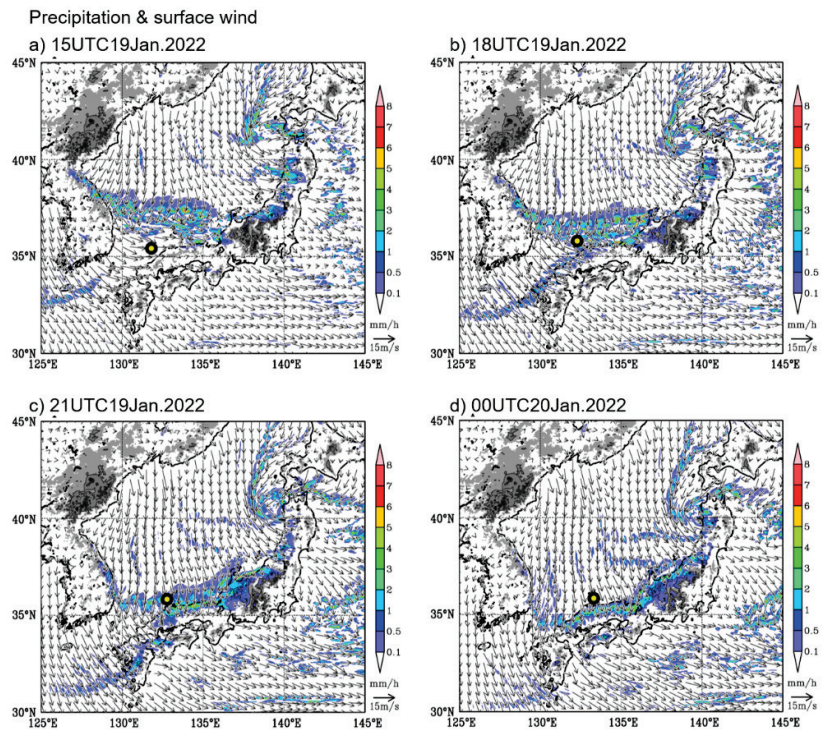 Precipitation & surface wind
a) 15UTC19Jan.2022
45°N
40°N
35°N
30°N
125°E 130°E 135°E 140°E 145°E
8
7
6
5
4
3
2
1
0.5
0.1
mm/h
15m/s
b) 18UTC19Jan.2022
45°N
40°N
35°N
30°N
125°E 130°E 135°E 140°E 145°E
8
7
6
5
4
3
2
1
0.5
0.1
mm/h
15m/s
c) 21UTC19Jan.2022
45°N
40°N
35°N
30°N
125°E 130°E 135°E 140°E 145°E
8
7
6
5
4
3
2
1
0.5
0.1
mm/h
15m/s
d) 00UTC20Jan.2022
45°N
40°N
35°N
30°N
125°E 130°E 135°E 140°E 145°E
8
7
6
5
4
3
2
1
0.5
0.1
mm/h
15m/s